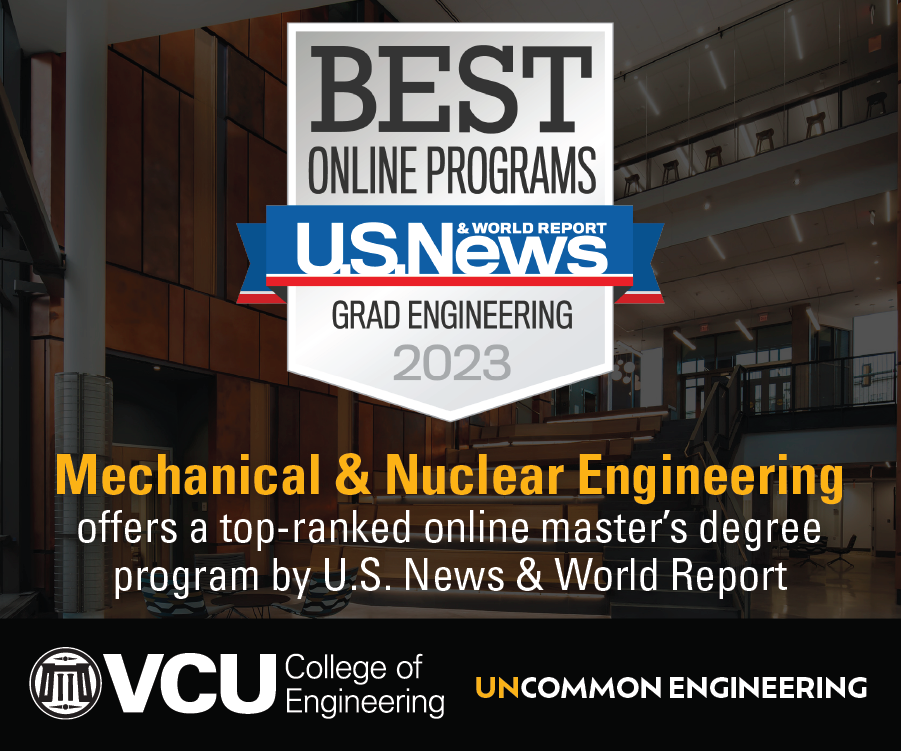 BEST
ONLINE PROGRAMS
U.S.News & WORLD REPORT
GRAD ENGINEERING
2023
Mechanical & Nuclear Engineering
offers a top-ranked online master’s degree
program by U.S. News & World Report
VCU College of
Engineering
UNCOMMON ENGINEERING